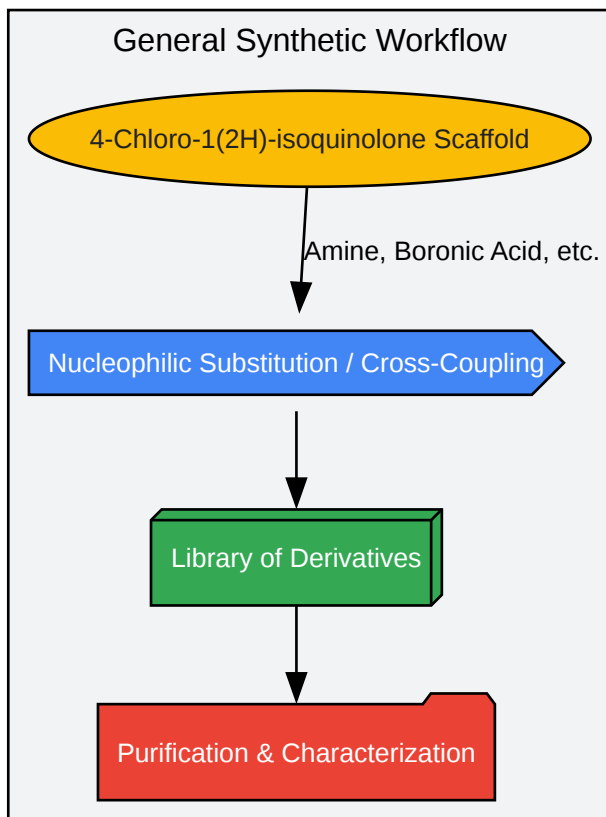 General Synthetic Workflow
4-Chloro-1(2H)-isoquinolone Scaffold
Amine, Boronic Acid, etc.
Nucleophilic Substitution / Cross-Coupling
Library of Derivatives
Purification & Characterization